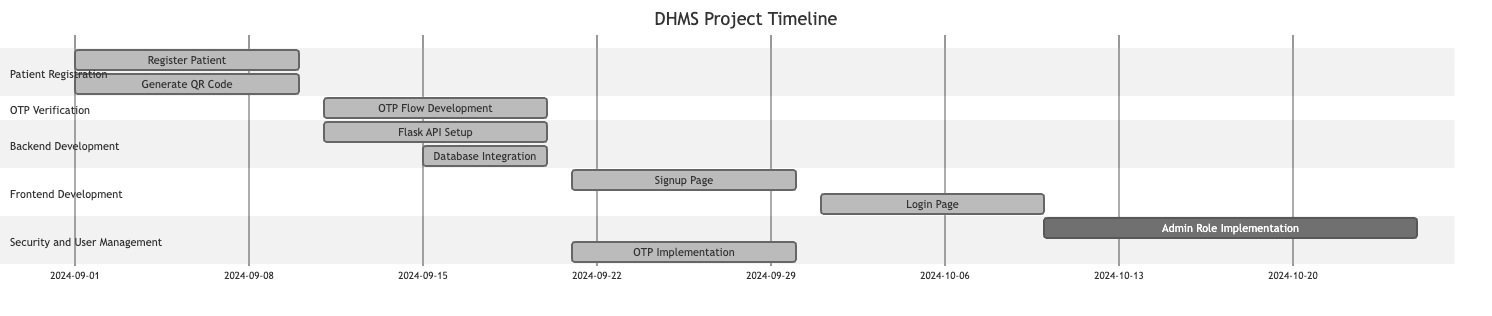 DHMS Project Timeline
Register Patient
Patient Registration
Generate QR Code
OTP Verification
OTP Flow Development
Flask API Setup
Backend Development
Database Integration
Signup Page
Frontend Development
Login Page
Admin Role Implementation
Security and User Management
OTP Implementation
2024-09-01 2024-09-08 2024-09-15 2024-09-22 2024-09-29 2024-10-06 2024-10-13 2024-10-20